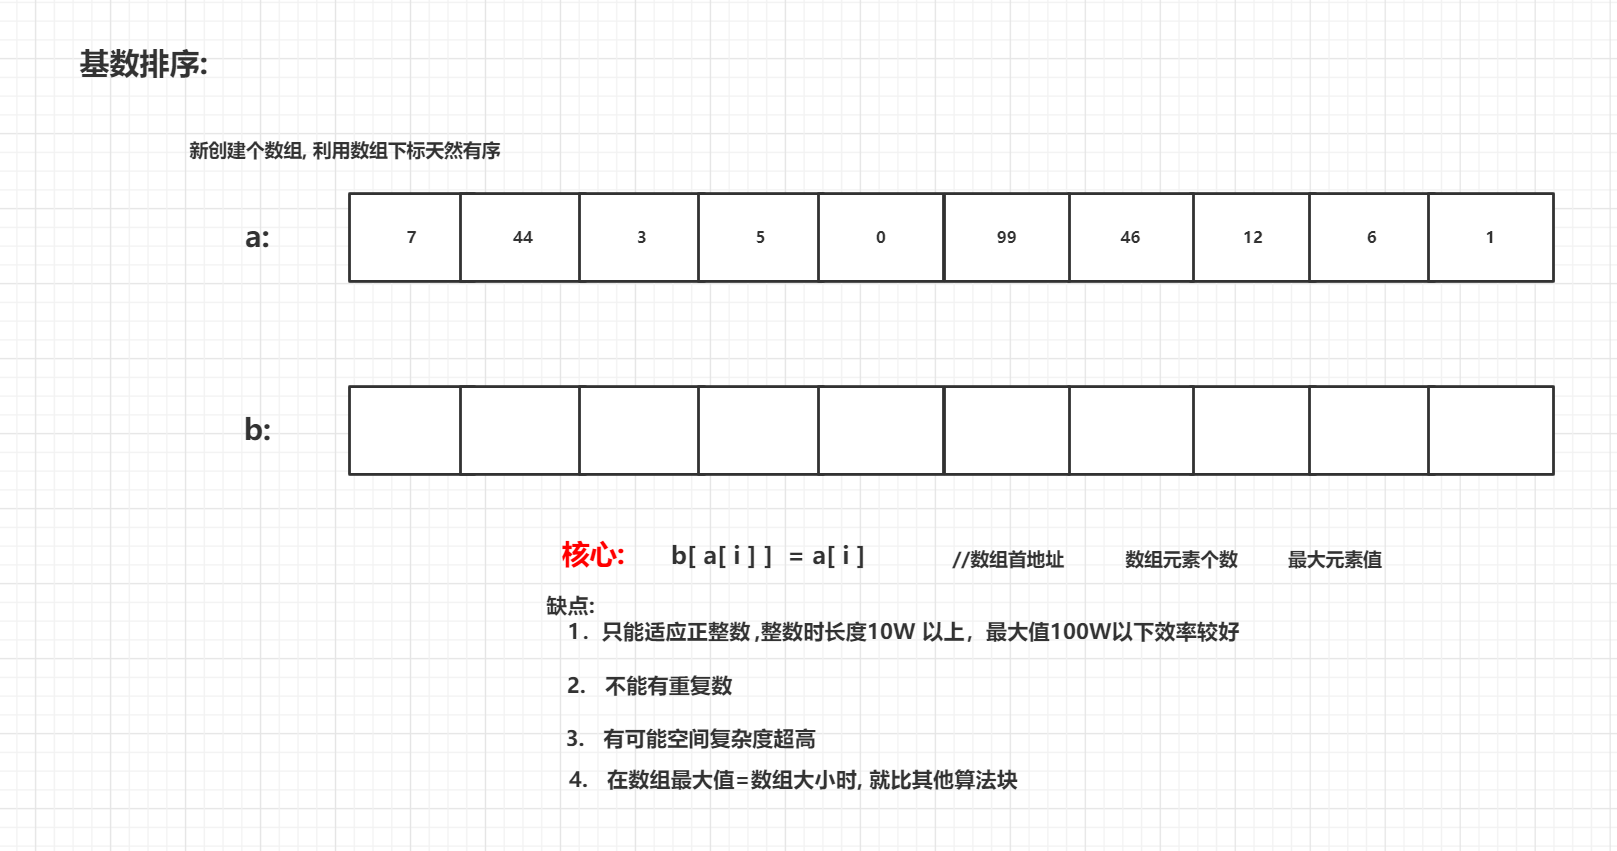 基数排序:
新创建个数组, 利用数组下标天然有序
a: 7 44 3 5 0 99 46 12 6 1
b:
核心: b[ a[ i ] ] = a[ i ] //数组首地址 数组元素个数 最大元素值
缺点:
1. 只能适应正整数 ,整数时长度10W 以上，最大值100W以下效率较好
2. 不能有重复数
3. 有可能空间复杂度超高
4. 在数组最大值=数组大小时, 就比其他算法块